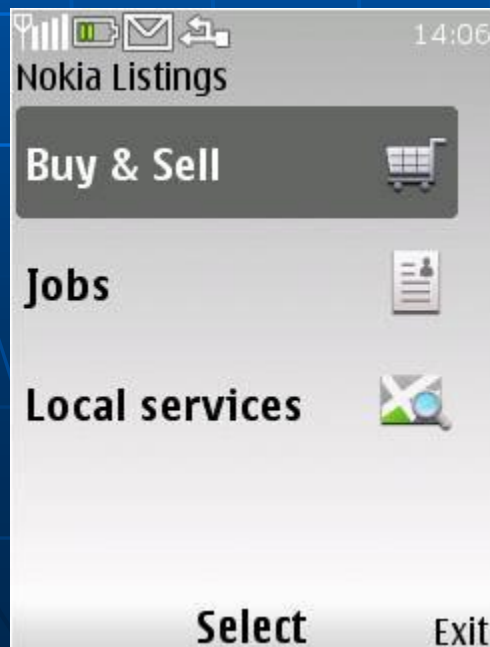 14:06
Nokia Listings
Buy & Sell
Jobs
Local services
Select Exit